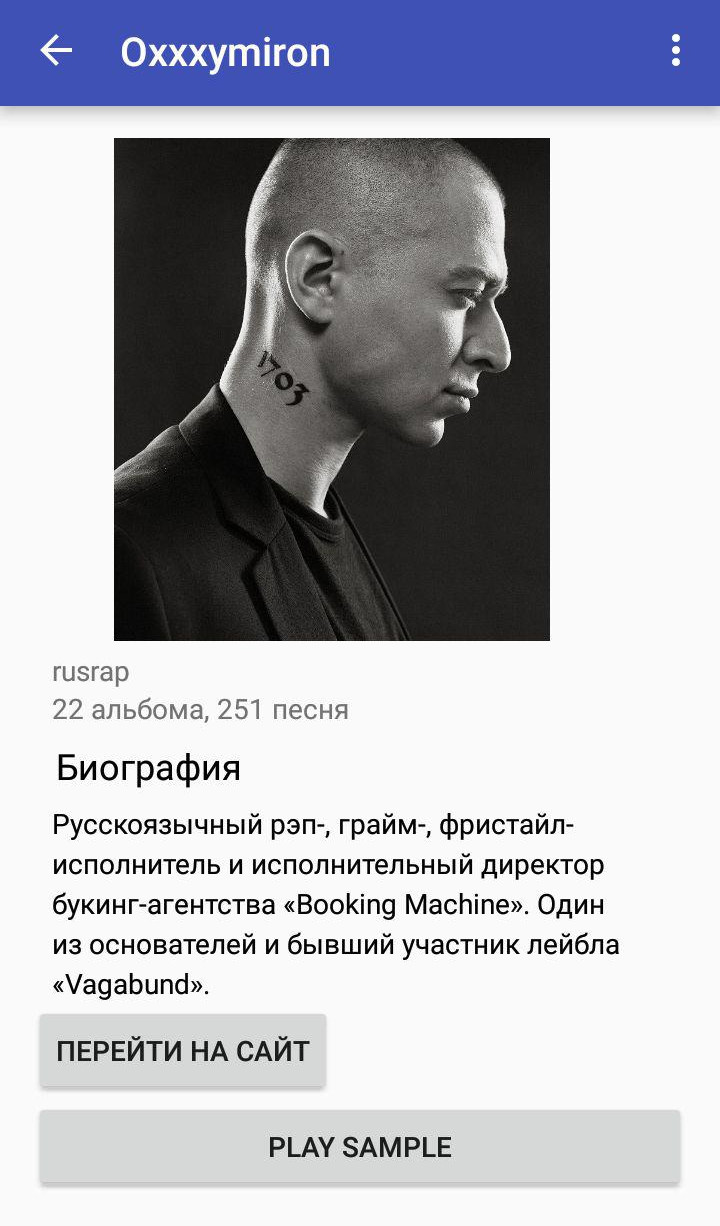 Oxxxymiron
1703
rusrap
22 альбома, 251 песня
Биография
Русскоязычный рэп-, грайм-, фристайл-
исполнитель и исполнительный директор
букинг-агентства «Booking Machine». Один
из основателей и бывший участник лейбла
«Vagabund».
ПЕРЕЙТИ НА САЙТ
PLAY SAMPLE